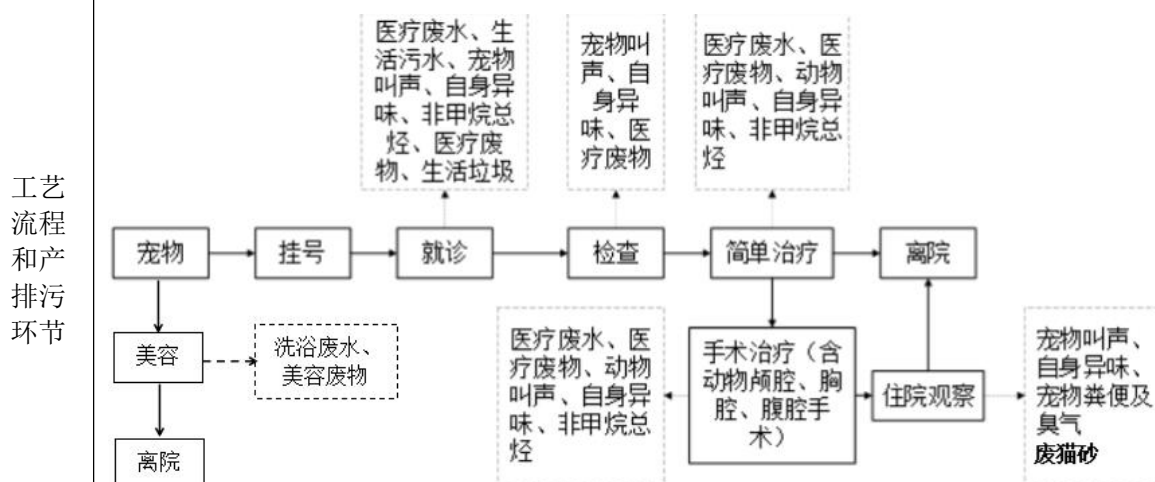 工艺
流程
和产
排污
环节
医疗废水、生
活污水、宠物
叫声、自身异
味、非甲烷总
烃、医疗废
物、生活垃圾
宠物叫
声、自
身异
味、医
疗废物
医疗废水、医
疗废物、动物
叫声、自身异
味、非甲烷总
烃
宠物
挂号
就诊
检查
简单治疗
离院
美容
洗浴废水、
美容废物
离院
医疗废水、医
疗废物、动物
叫声、自身异
味、非甲烷总
烃
手术治疗（含
动物颅腔、胸
腔、腹腔手
术）
住院观察
宠物叫声、
自身异味、
宠物粪便及
臭气
废猫砂